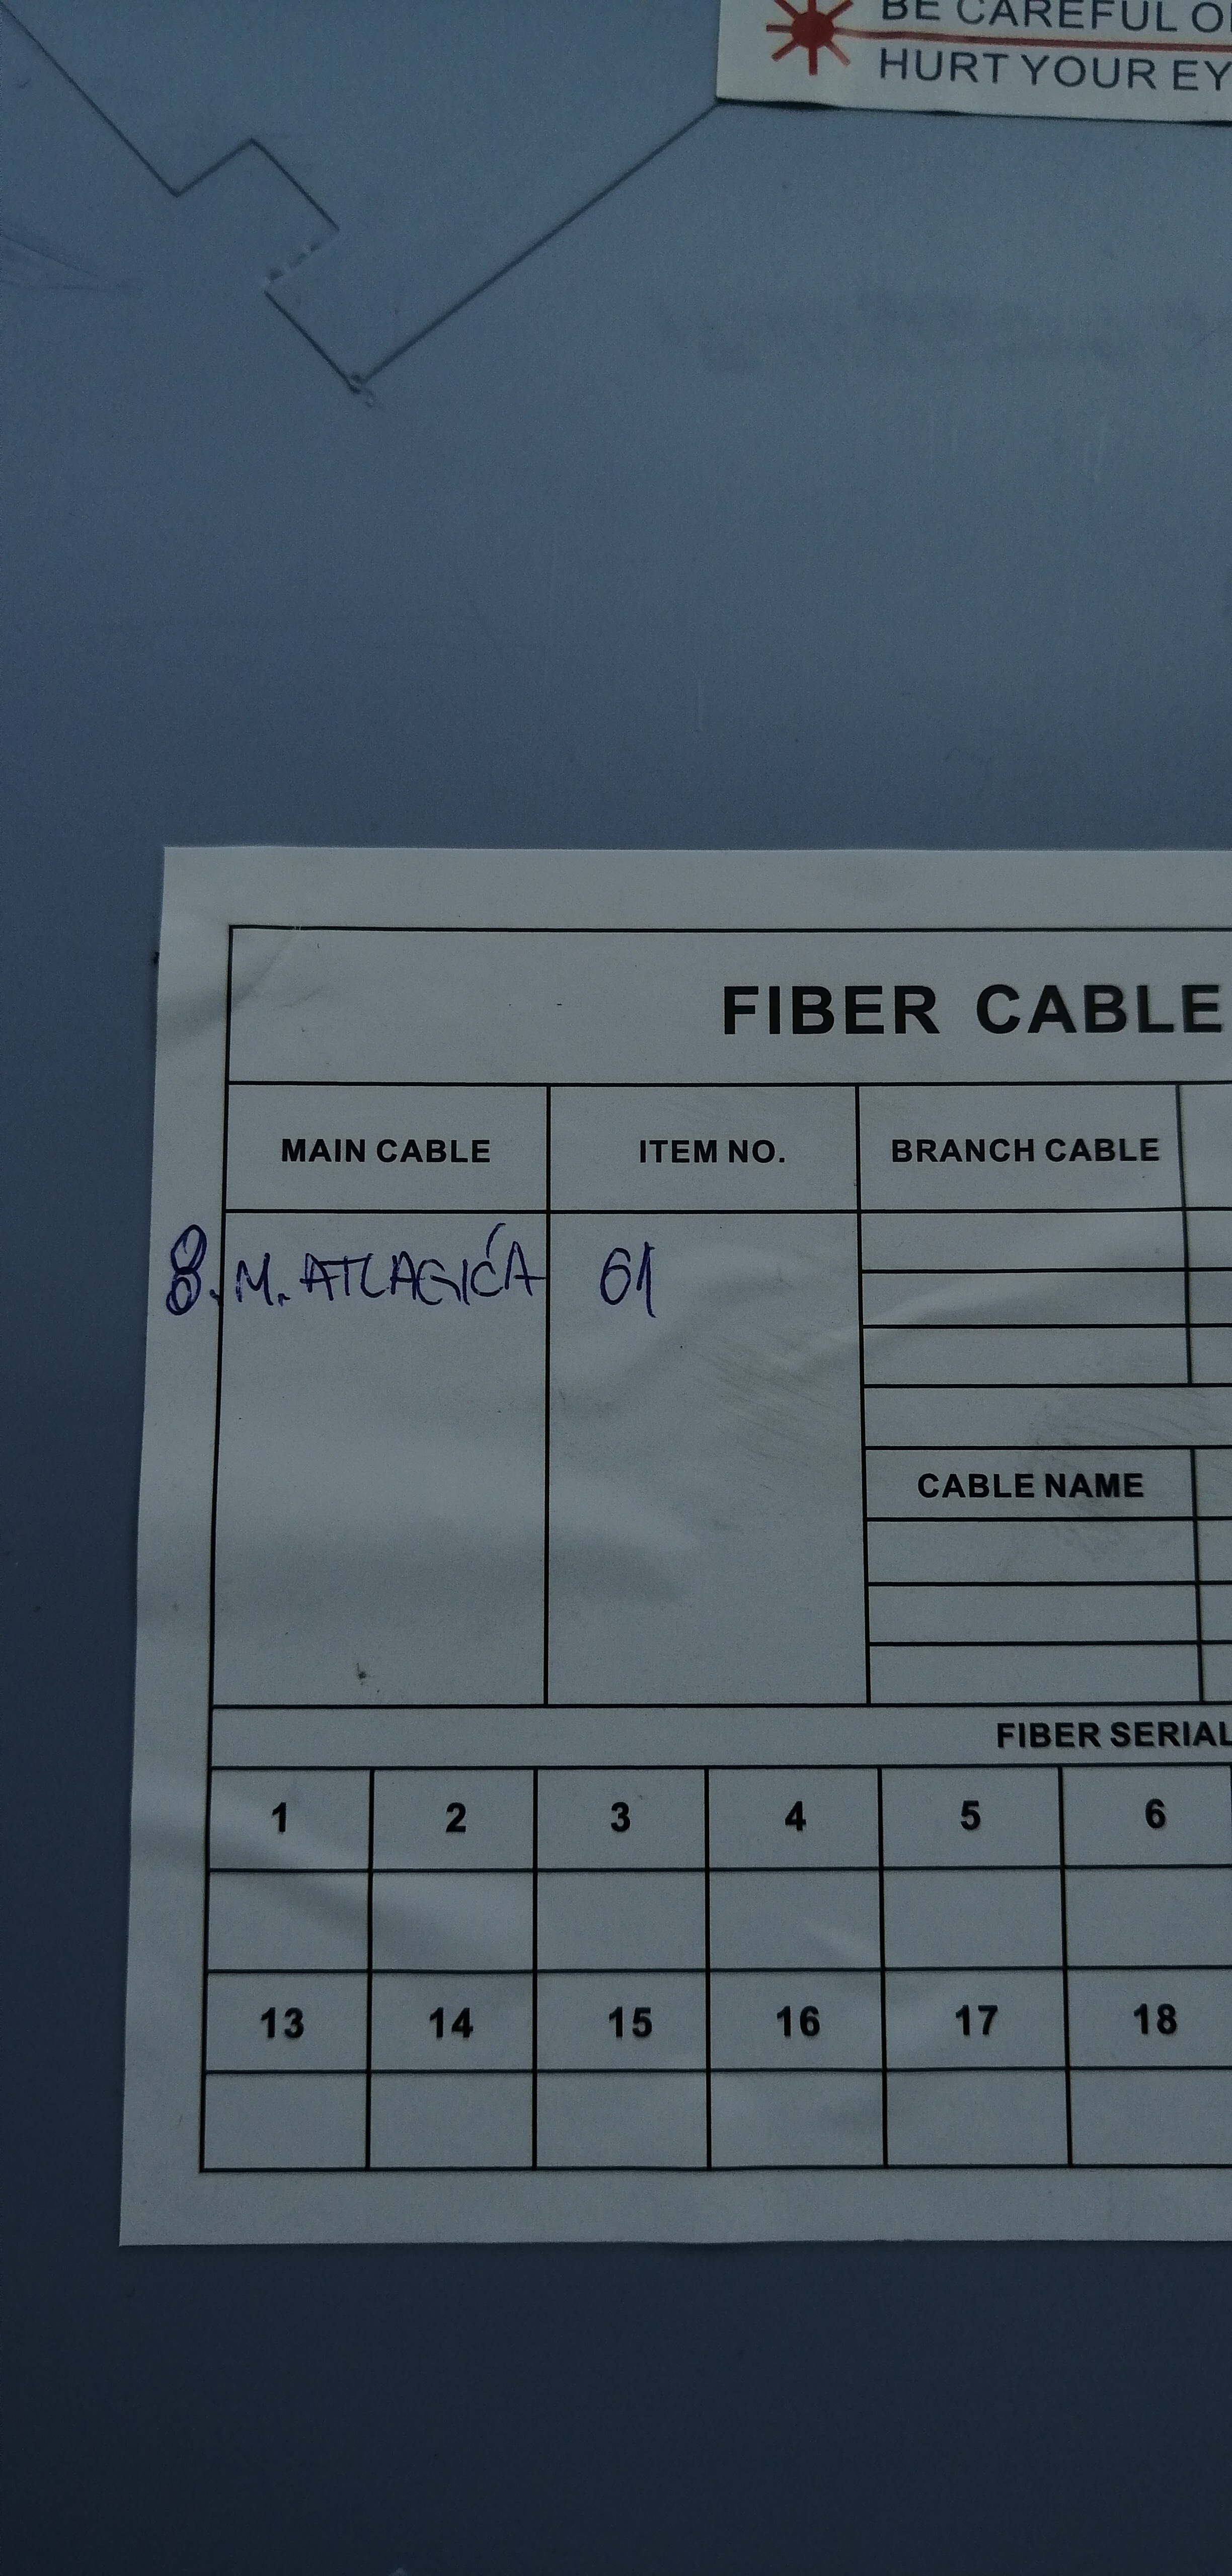 BE CAREFUL
HURT YOUR
FIBER CABLE
MAIN CABLE ITEM NO. BRANCH CABLE
8. M. ATLAGIĆA 61
CABLE NAME
FIBER SERIAL
1 2 3 4 5 6
13 14 15 16 17 18